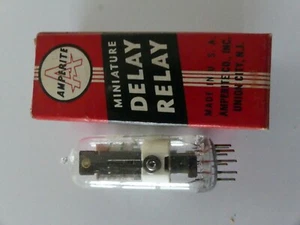 AMPERITE
MINIATURE
DELAY
RELAY
MADE IN U.S.A.
AMPERITE CO., INC.
UNION CITY, N.J.